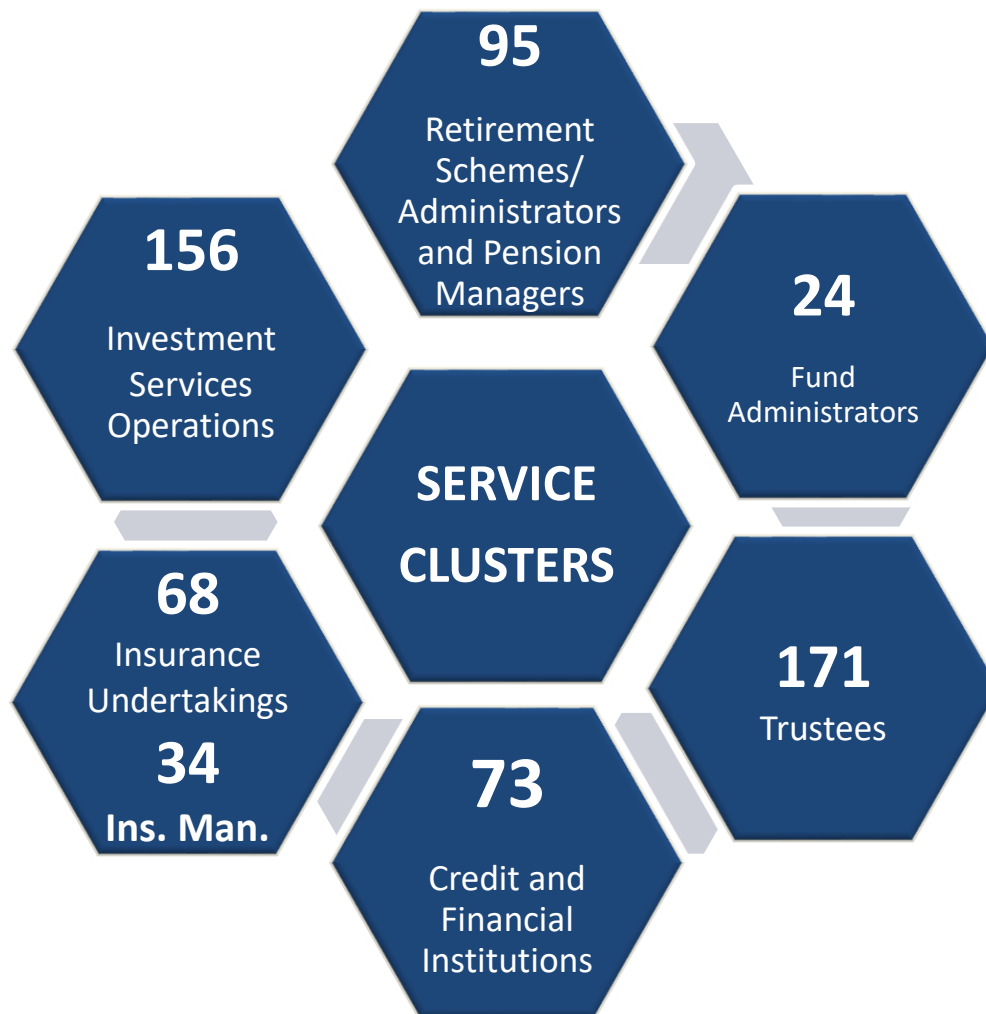 95
Retirement
Schemes/
Administrators
and Pension
Managers
24
Fund
Administrators
171
Trustees
73
Credit and
Financial
Institutions
68
Insurance
Undertakings
34
Ins. Man.
156
Investment
Services
Operations
SERVICE
CLUSTERS